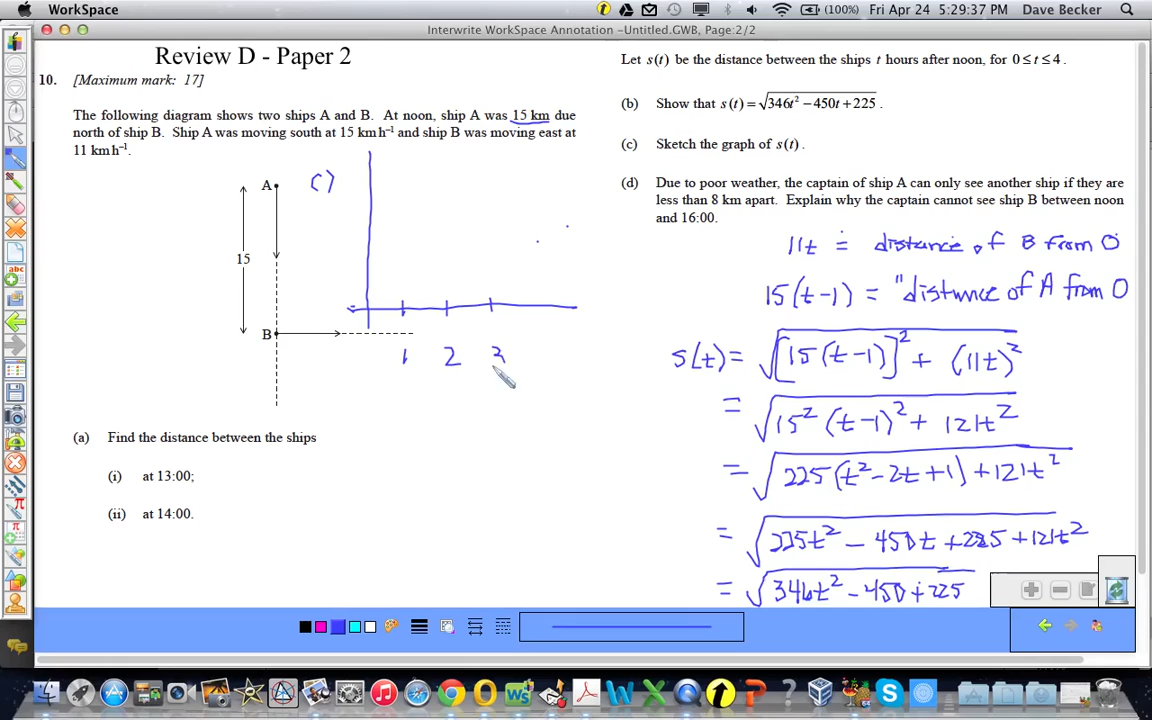 WorkSpace
(100%) Fri Apr 24 5:29:37 PM Dave Becker
Interwrite WorkSpace Annotation -Untitled.GWB, Page:2/2
Review D - Paper 2
10. [Maximum mark: 17]
The following diagram shows two ships A and B. At noon, ship A was 15 km due
north of ship B. Ship A was moving south at 15 km h⁻¹ and ship B was moving east at
11 km h⁻¹.
c)
A
15
B
1 2 3
(a) Find the distance between the ships
(i) at 13:00;
(ii) at 14:00.
Let s(t) be the distance between the ships t hours after noon, for 0 ≤ t ≤ 4.
(b) Show that s(t) = √346t² − 450t + 225.
(c) Sketch the graph of s(t).
(d) Due to poor weather, the captain of ship A can only see another ship if they are
less than 8 km apart. Explain why the captain cannot see ship B between noon
and 16:00.
11t = distance of B from O
15(t-1) = "distance of A from O
s(t) = √[15(t-1)]² + (11t)²
= √15² (t-1)² + 121t²
= √225(t² - 2t + 1) + 121t²
= √225t² - 450t + 225 + 121t²
= √346t² - 450 + 225